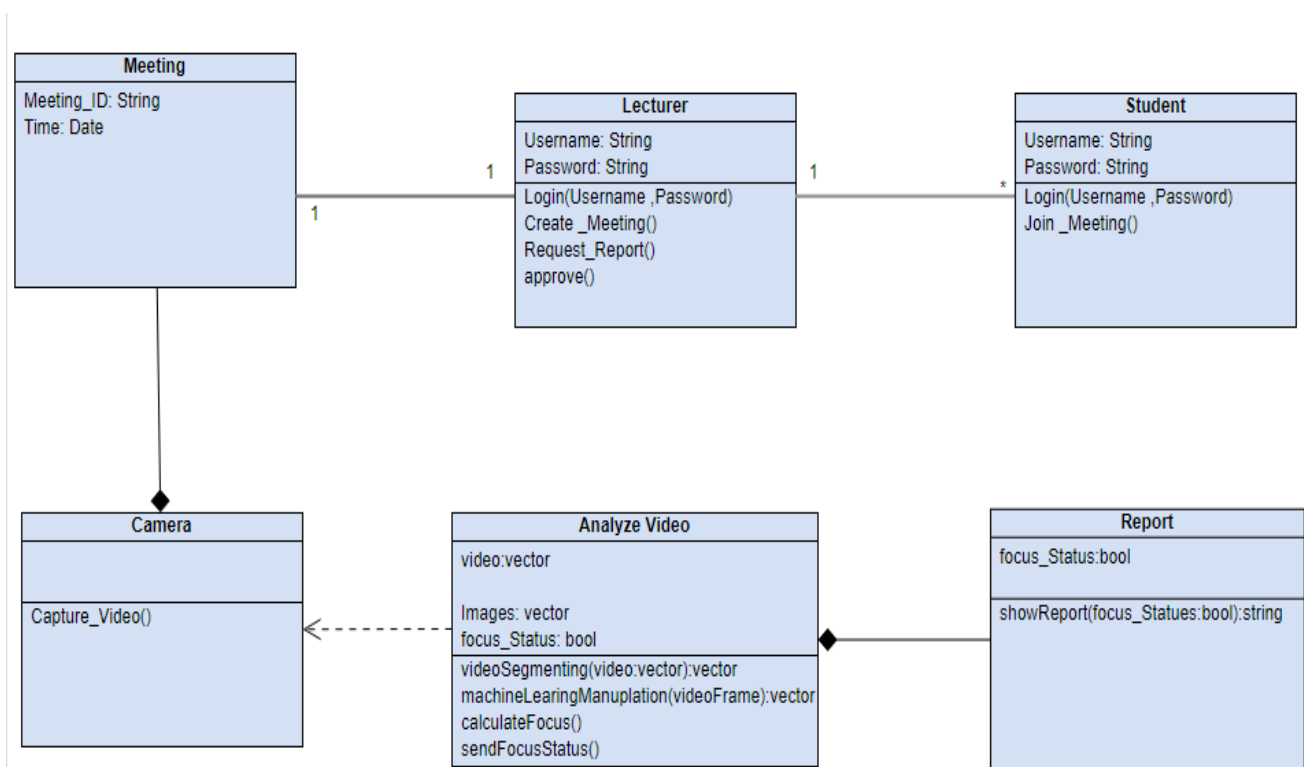 Meeting
Meeting_ID: String
Time: Date
1
1
Lecturer
Username: String
Password: String
Login(Username ,Password)
Create _Meeting()
Request_Report()
approve()
1
*
Student
Username: String
Password: String
Login(Username ,Password)
Join _Meeting()
Camera
Capture_Video()
Analyze Video
video:vector
Images: vector
focus_Status: bool
videoSegmenting(video:vector):vector
machineLearingManuplation(videoFrame):vector
calculateFocus()
sendFocusStatus()
Report
focus_Status:bool
showReport(focus_Statues:bool):string